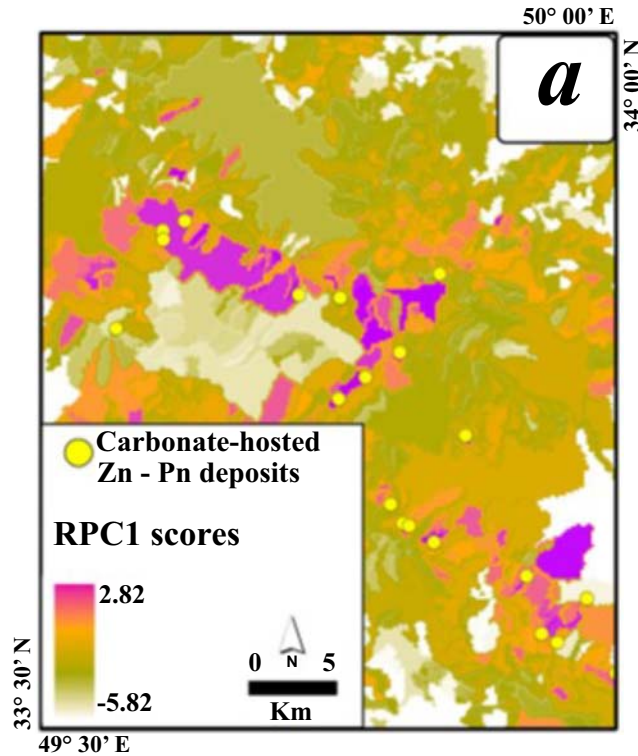 50° 00' E
a
34° 00' N
Carbonate-hosted
Zn - Pn deposits
RPC1 scores
2.82
-5.82
N
0 5
Km
33° 30' N
49° 30' E